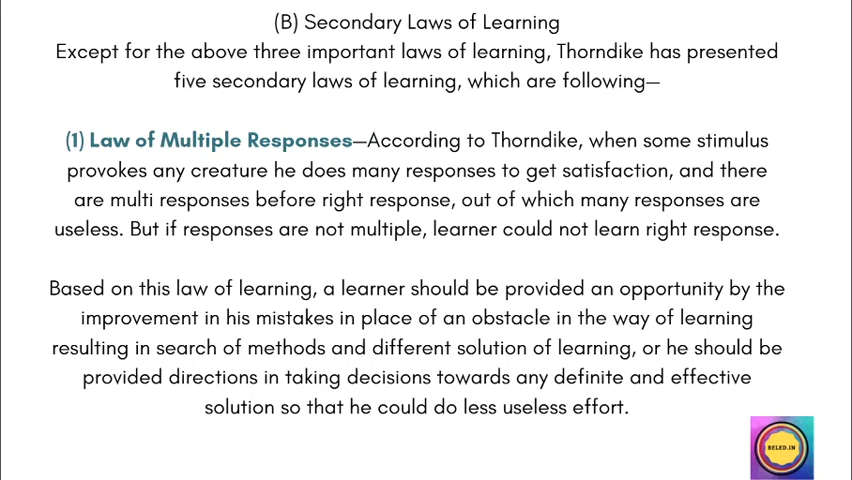 (B) Secondary Laws of Learning
Except for the above three important laws of learning, Thorndike has presented
five secondary laws of learning, which are following—
(1) Law of Multiple Responses—According to Thorndike, when some stimulus
provokes any creature he does many responses to get satisfaction, and there
are multi responses before right response, out of which many responses are
useless. But if responses are not multiple, learner could not learn right response.
Based on this law of learning, a learner should be provided an opportunity by the
improvement in his mistakes in place of an obstacle in the way of learning
resulting in search of methods and different solution of learning, or he should be
provided directions in taking decisions towards any definite and effective
solution so that he could do less useless effort.
BELED.IN